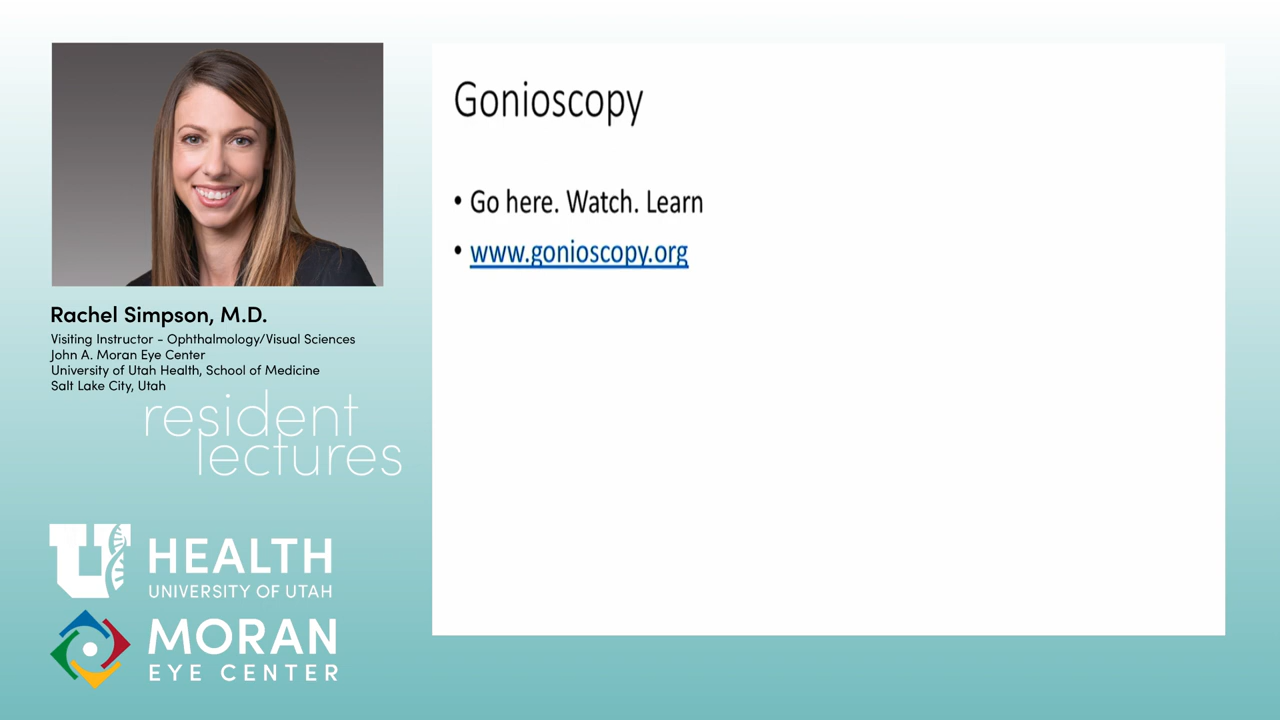 Rachel Simpson, M.D.
Visiting Instructor - Ophthalmology/Visual Sciences
John A. Moran Eye Center
University of Utah Health, School of Medicine
Salt Lake City, Utah
resident
lectures
U HEALTH
UNIVERSITY OF UTAH
MORAN
EYE CENTER
Gonioscopy
• Go here. Watch. Learn
• www.gonioscopy.org